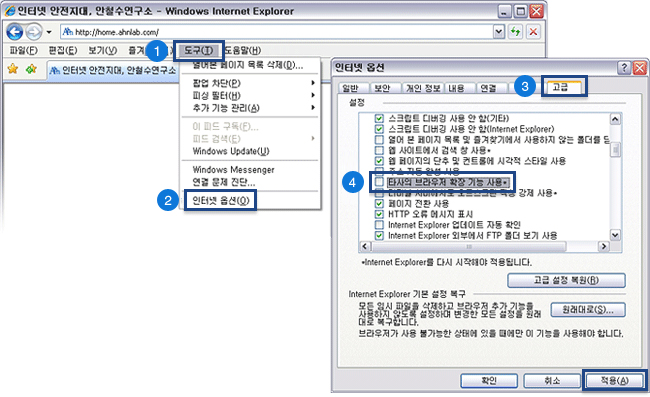 인터넷 안전지대, 안철수연구소 - Windows Internet Explorer
http://home.ahnlab.com/
파일(F) 편집(E) 보기(V) 즐겨
1
도구(T)
도움말(H)
인터넷 안전지대, 안철수연구소
열어본 페이지 목록 삭제(D)...
팝업 차단(P)
피싱 필터(H)
추가 기능 관리(A)
이 피드 구독(F)...
피드 검색(E)
Windows Update(U)
Windows Messenger
연결 문제 진단...
2
인터넷 옵션(O)
인터넷 옵션
3
일반 보안 개인 정보 내용 연결
고급
설정
스크립트 디버깅 사용 안 함(기타)
스크립트 디버깅 사용 안 함(Internet Explorer)
열어 본 페이지 목록 및 즐겨찾기에서 사용하지 않는 폴더를 닫
웹 사이트에서 검색 창 사용*
웹 페이지의 단추 및 컨트롤에 시각적 스타일 사용
주소 자동 완성 사용
4
타사의 브라우저 확장 기능 사용*
페이지 전환 사용
HTTP 오류 메시지 표시
Internet Explorer 업데이트 자동 확인
Internet Explorer 외부에서 FTP 폴더 보기 사용
*Internet Explorer를 다시 시작해야 적용됩니다.
고급 설정 복원(R)
Internet Explorer 기본 설정 복구
모든 임시 파일을 삭제하고 브라우저 추가 기능을
사용하지 않도록 설정하며 변경한 모든 설정을 원래
대로 복구합니다.
원래대로(S)...
브라우저가 사용 불가능한 상태에 있을 때에만 이 기능을 사용해야 합니다.
확인 취소 적용(A)